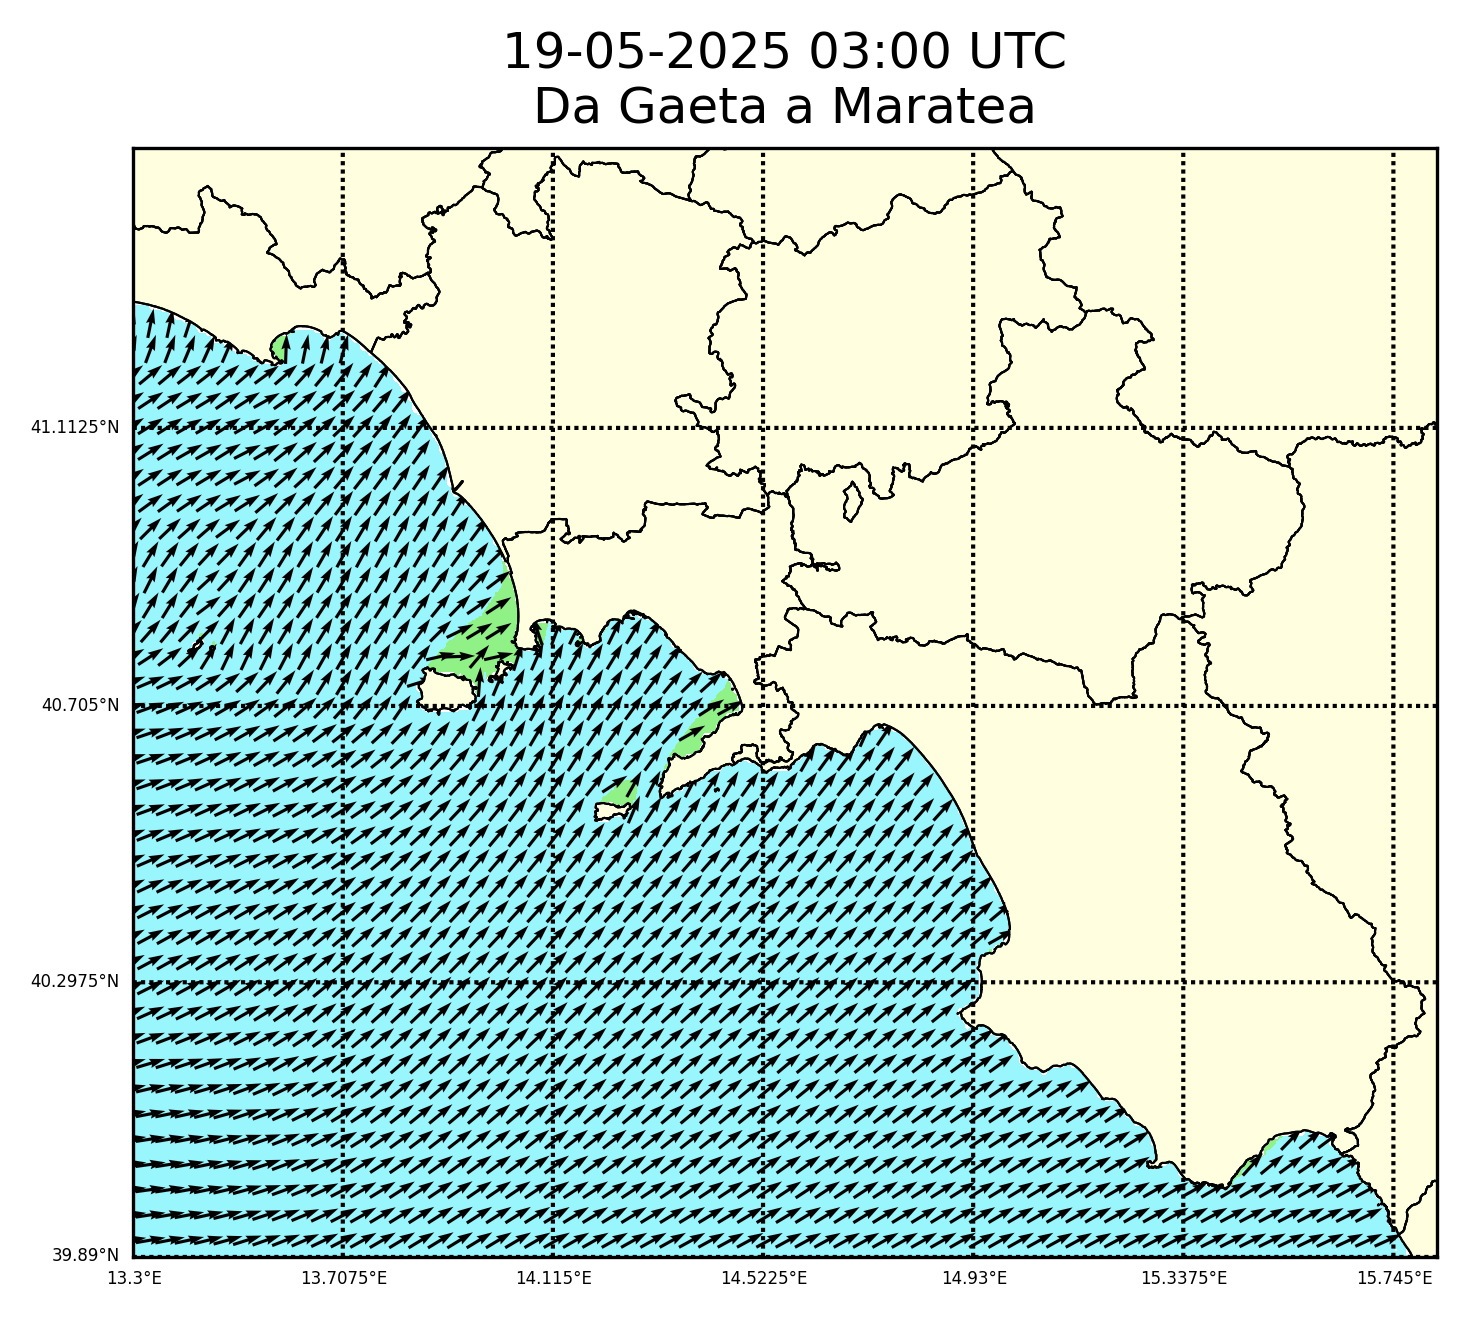 19-05-2025 03:00 UTC
Da Gaeta a Maratea
41.1125°N
40.705°N
40.2975°N
39.89°N
13.3°E 13.7075°E 14.115°E 14.5225°E 14.93°E 15.3375°E 15.745°E